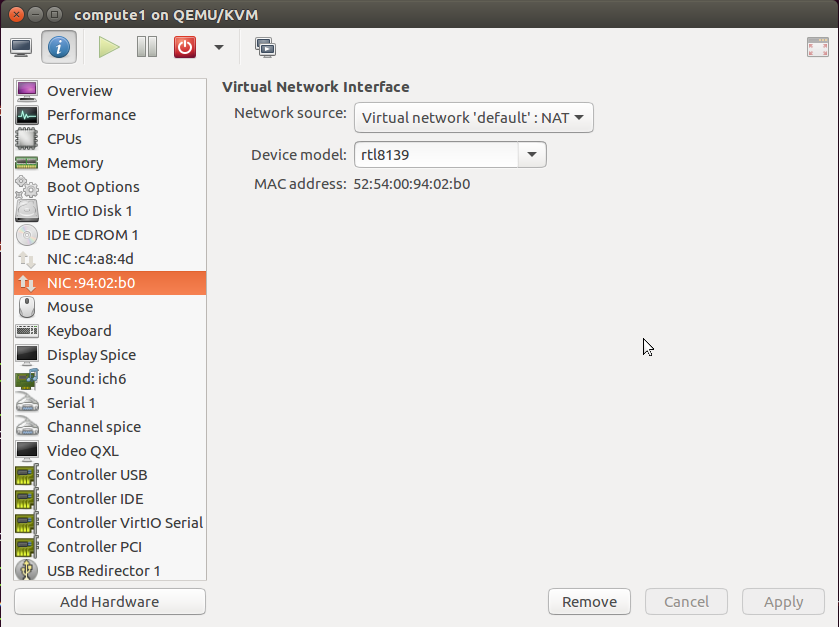 compute1 on QEMU/KVM
Overview
Performance
CPUs
Memory
Boot Options
VirtIO Disk 1
IDE CDROM 1
NIC :c4:a8:4d
NIC :94:02:b0
Mouse
Keyboard
Display Spice
Sound: ich6
Serial 1
Channel spice
Video QXL
Controller USB
Controller IDE
Controller VirtIO Serial
Controller PCI
USB Redirector 1
Add Hardware
Virtual Network Interface
Network source: Virtual network 'default' : NAT
Device model: rtl8139
MAC address: 52:54:00:94:02:b0
Remove Cancel Apply